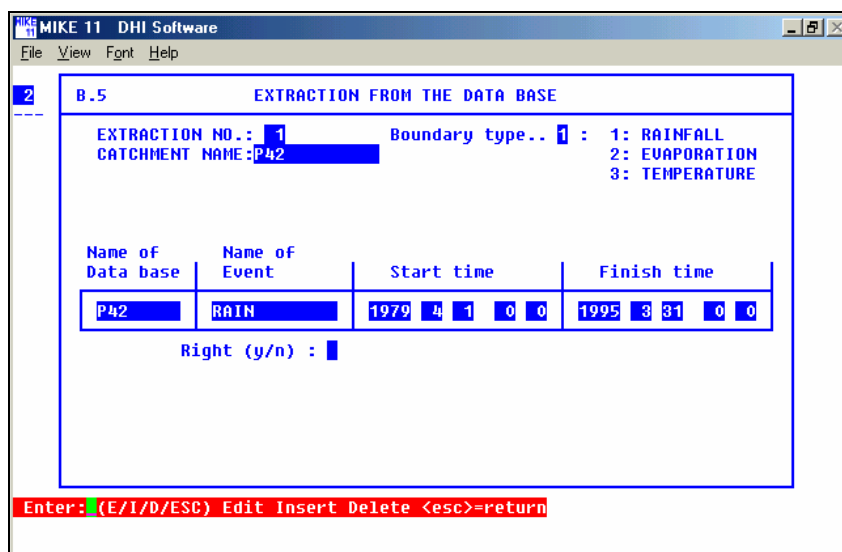 MIKE 11 MIKE 11 DHI Software
File View Font Help
2 B.5 EXTRACTION FROM THE DATA BASE
EXTRACTION NO.: 1 Boundary type.. 1 : 1: RAINFALL
CATCHMENT NAME:P42 2: EVAPORATION
3: TEMPERATURE
Name of Name of
Data base Event Start time Finish time
P42 RAIN 1979 4 1 0 0 1995 3 31 0 0
Right (y/n) :
Enter: (E/I/D/ESC) Edit Insert Delete <esc>=return